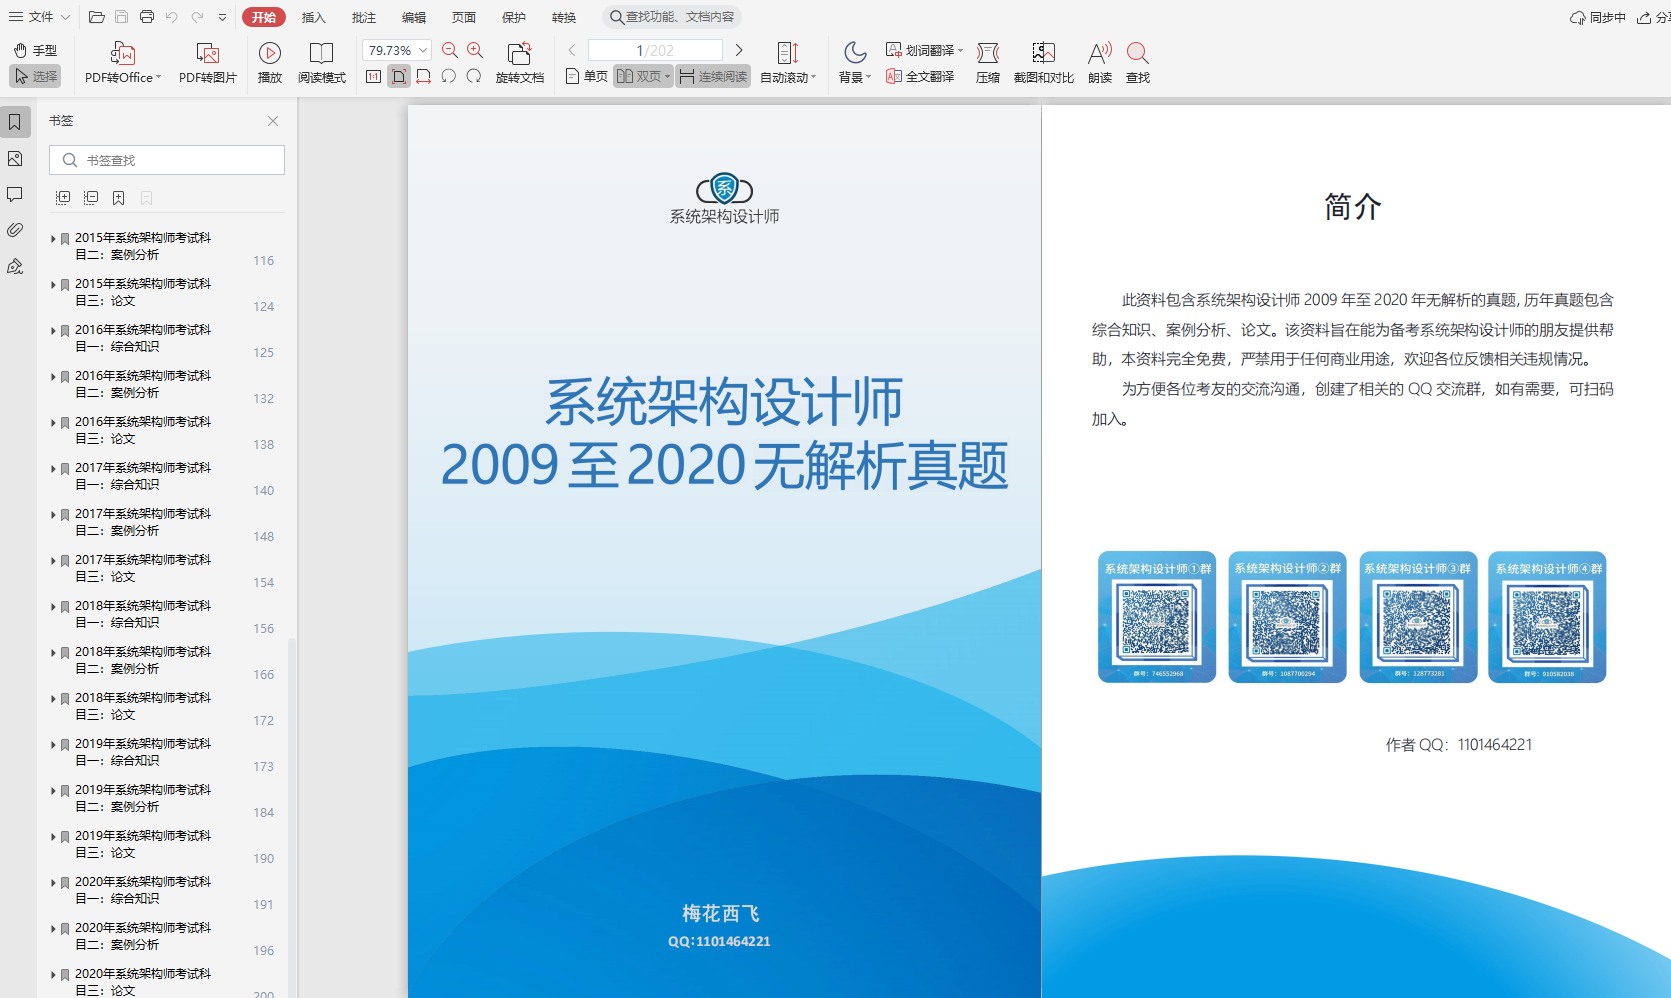 文件
开始
插入
批注
编辑
页面
保护
转换
查找功能、文档内容
同步中
手型
选择
PDF转Office
PDF转图片
播放
阅读模式
79.73%
1:1
旋转文档
1/202
单页
双页
连续阅读
自动滚动
背景
划词翻译
全文翻译
压缩
截图和对比
朗读
查找
书签
书签查找
2015年系统架构师考试科
目二：案例分析
116
2015年系统架构师考试科
目三：论文
124
2016年系统架构师考试科
目一：综合知识
125
2016年系统架构师考试科
目二：案例分析
132
2016年系统架构师考试科
目三：论文
138
2017年系统架构师考试科
目一：综合知识
140
2017年系统架构师考试科
目二：案例分析
148
2017年系统架构师考试科
目三：论文
154
2018年系统架构师考试科
目一：综合知识
156
2018年系统架构师考试科
目二：案例分析
166
2018年系统架构师考试科
目三：论文
172
2019年系统架构师考试科
目一：综合知识
173
2019年系统架构师考试科
目二：案例分析
184
2019年系统架构师考试科
目三：论文
190
2020年系统架构师考试科
目一：综合知识
191
2020年系统架构师考试科
目二：案例分析
196
2020年系统架构师考试科
目三：论文
200
系
系统架构设计师
系统架构设计师
2009至2020无解析真题
梅花西飞
QQ:1101464221
简介
此资料包含系统架构设计师 2009 年至 2020 年无解析的真题, 历年真题包含
综合知识、案例分析、论文。该资料旨在能为备考系统架构设计师的朋友提供帮
助，本资料完全免费，严禁用于任何商业用途，欢迎各位反馈相关违规情况。
为方便各位考友的交流沟通，创建了相关的 QQ 交流群，如有需要，可扫码
加入。
系统架构设计师①群
群号：746552968
系统架构设计师②群
群号：1087700294
系统架构设计师③群
群号：128773281
系统架构设计师④群
群号：910582038
作者 QQ：1101464221